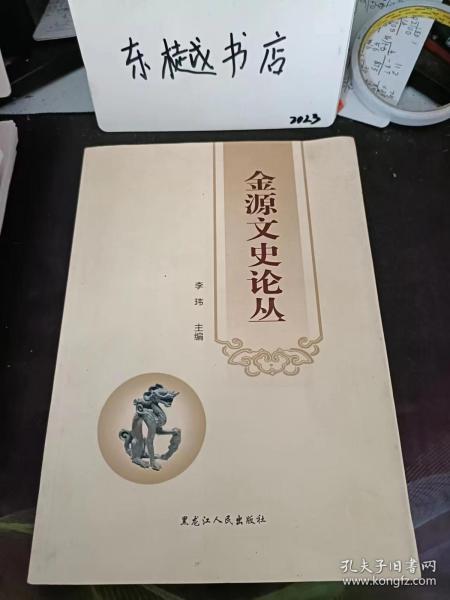 东樾书店
2023
金源文史论丛
李玮 主编
黑龙江人民出版社
孔夫子旧书网
www.kongfz.com